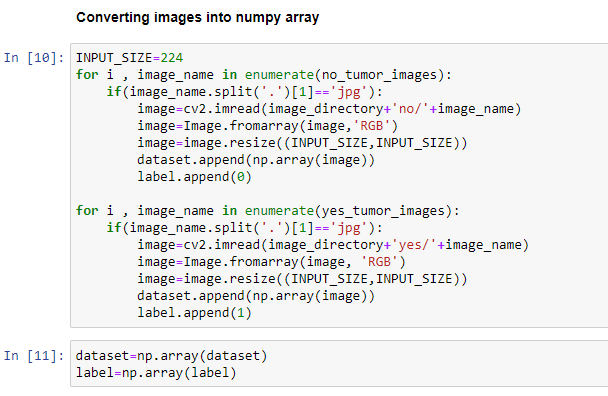 Converting images into numpy array
In [10]:
INPUT_SIZE=224
for i , image_name in enumerate(no_tumor_images):
    if(image_name.split('.')[1]=='jpg'):
        image=cv2.imread(image_directory+'no/'+image_name)
        image=Image.fromarray(image,'RGB')
        image=image.resize((INPUT_SIZE,INPUT_SIZE))
        dataset.append(np.array(image))
        label.append(0)

for i , image_name in enumerate(yes_tumor_images):
    if(image_name.split('.')[1]=='jpg'):
        image=cv2.imread(image_directory+'yes/'+image_name)
        image=Image.fromarray(image, 'RGB')
        image=image.resize((INPUT_SIZE,INPUT_SIZE))
        dataset.append(np.array(image))
        label.append(1)
In [11]:
dataset=np.array(dataset)
label=np.array(label)